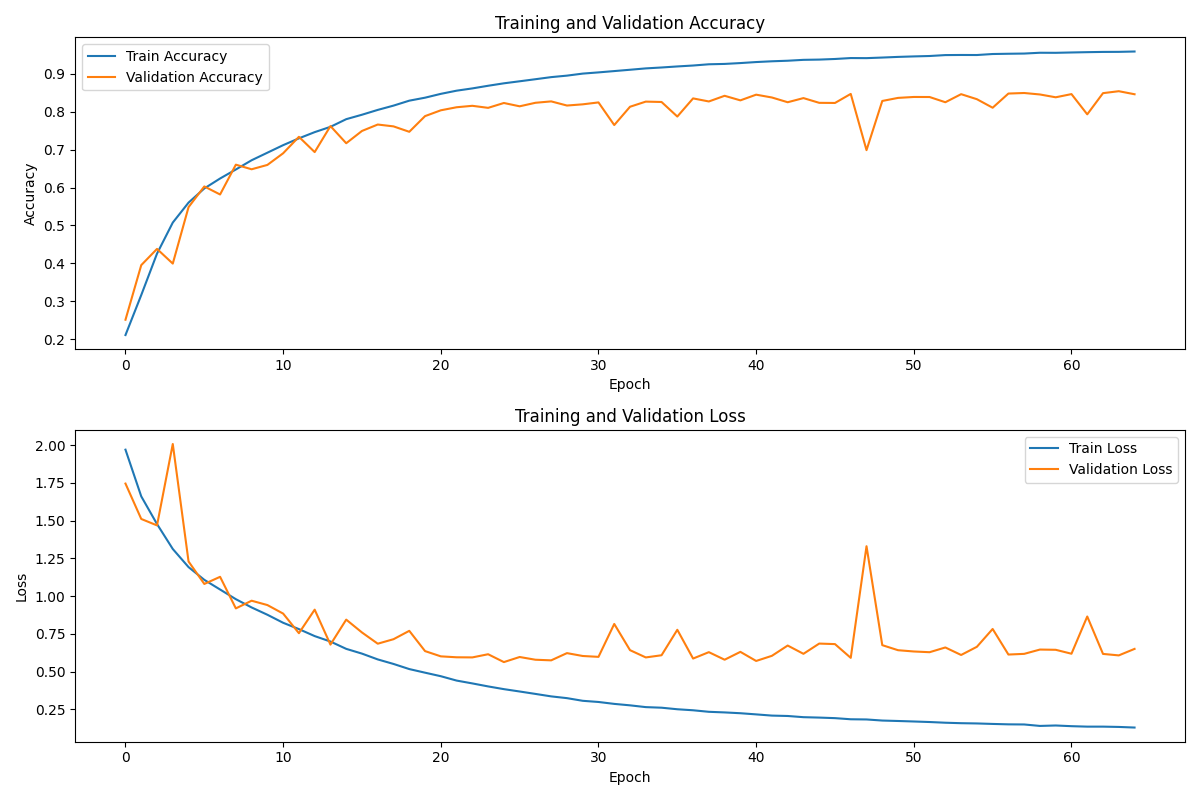 Training and Validation Accuracy
Train Accuracy
Validation Accuracy
Accuracy
0.9
0.8
0.7
0.6
0.5
0.4
0.3
0.2
0 10 20 30 40 50 60
Epoch
Training and Validation Loss
Train Loss
Validation Loss
Loss
2.00
1.75
1.50
1.25
1.00
0.75
0.50
0.25
0 10 20 30 40 50 60
Epoch